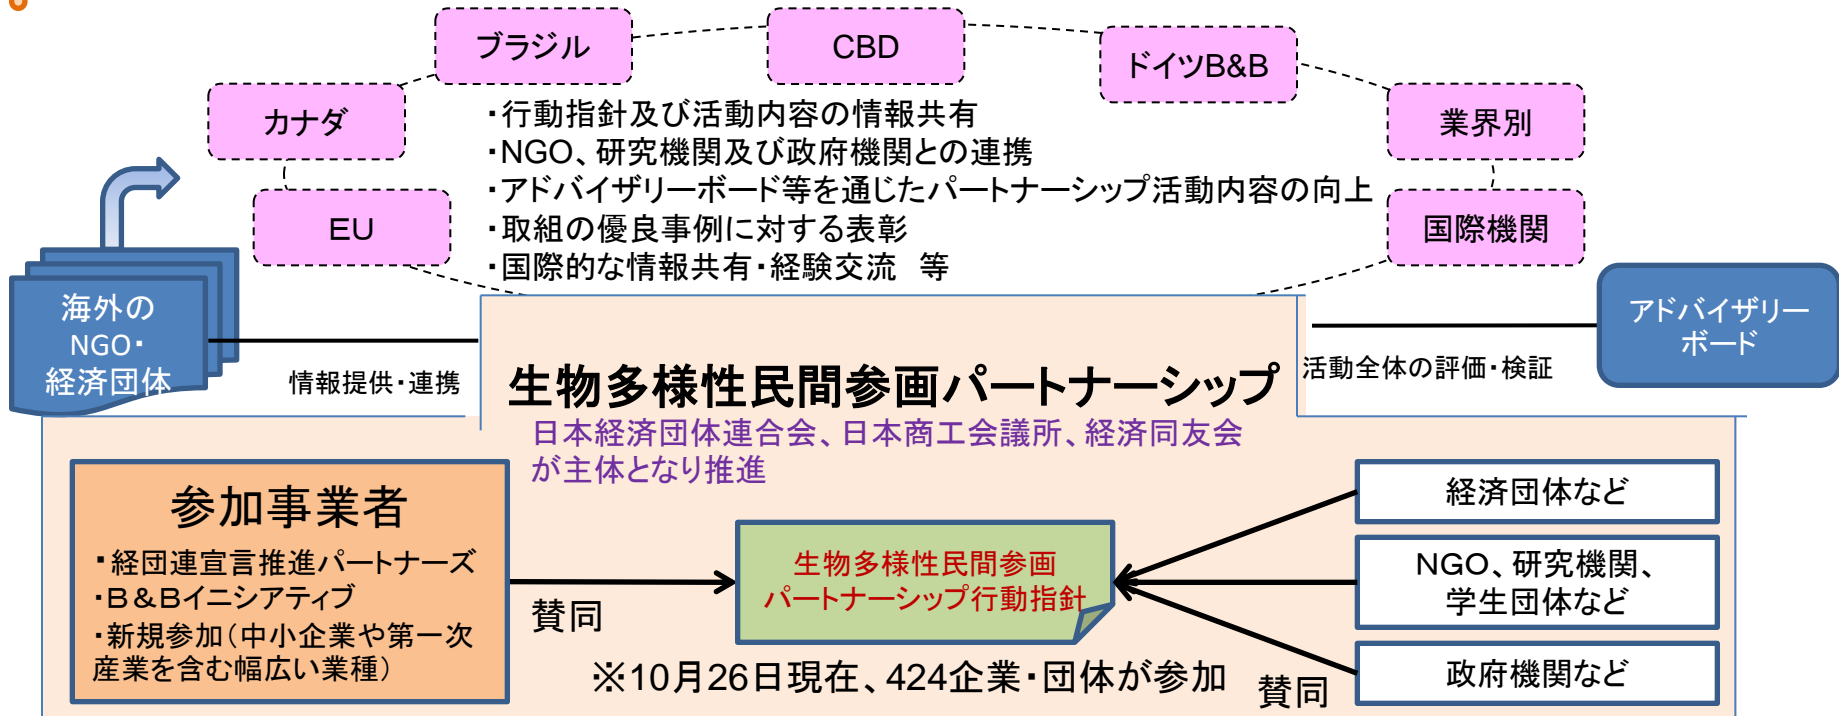 ブラジル
CBD
ドイツB&B
カナダ
業界別
EU
国際機関
・行動指針及び活動内容の情報共有
・NGO、研究機関及び政府機関との連携
・アドバイザリーボード等を通じたパートナーシップ活動内容の向上
・取組の優良事例に対する表彰
・国際的な情報共有・経験交流　等
海外の
NGO・
経済団体
情報提供・連携
アドバイザリー
ボード
活動全体の評価・検証
生物多様性民間参画パートナーシップ
日本経済団体連合会、日本商工会議所、経済同友会
が主体となり推進
参加事業者
・経団連宣言推進パートナーズ
・B&Bイニシアティブ
・新規参加（中小企業や第一次
産業を含む幅広い業種）
賛同
生物多様性民間参画
パートナーシップ行動指針
経済団体など
NGO、研究機関、
学生団体など
政府機関など
賛同
※10月26日現在、424企業・団体が参加